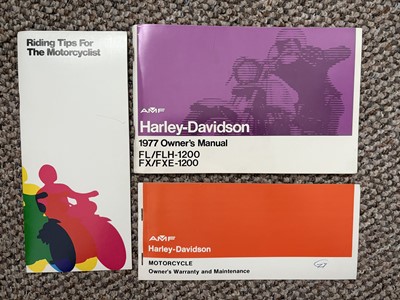 Riding Tips For
The Motorcyclist
AMF
Harley-Davidson
1977 Owner's Manual
FL/FLH-1200
FX/FXE-1200
AMF
Harley-Davidson
MOTORCYCLE
Owner's Warranty and Maintenance